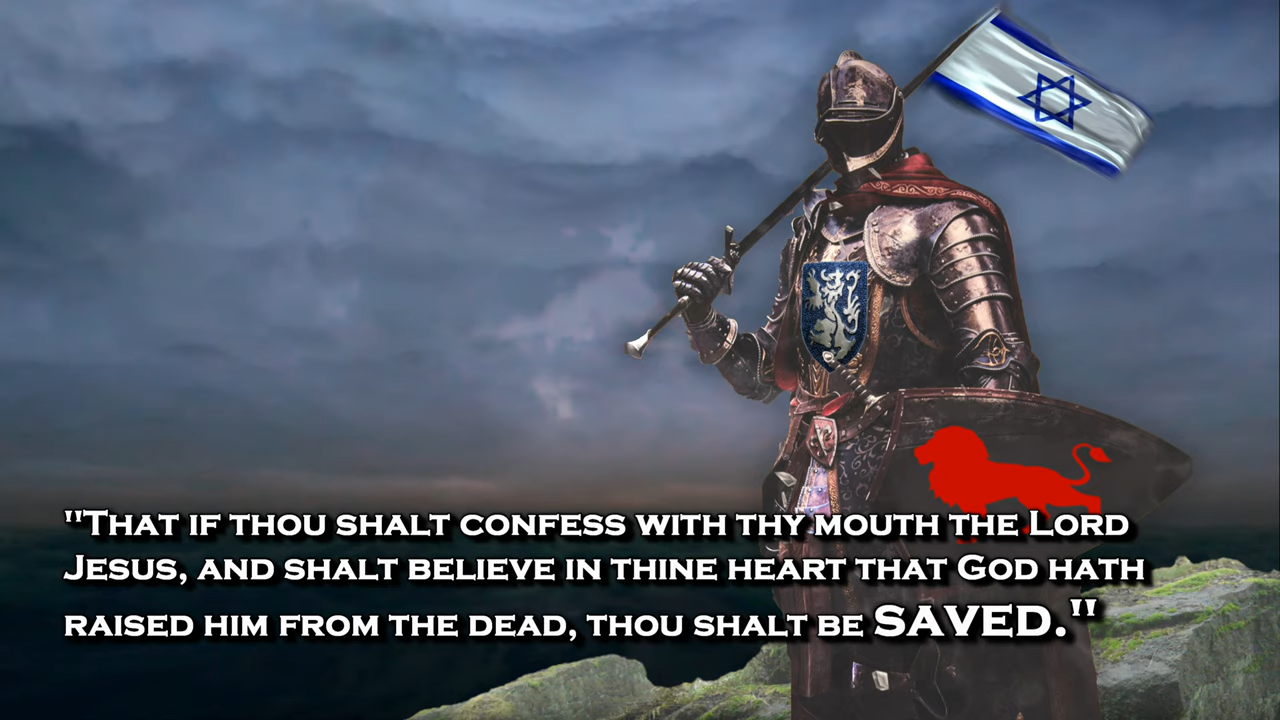 "That if thou shalt confess with thy mouth the Lord
Jesus, and shalt believe in thine heart that God hath
raised him from the dead, thou shalt be SAVED."